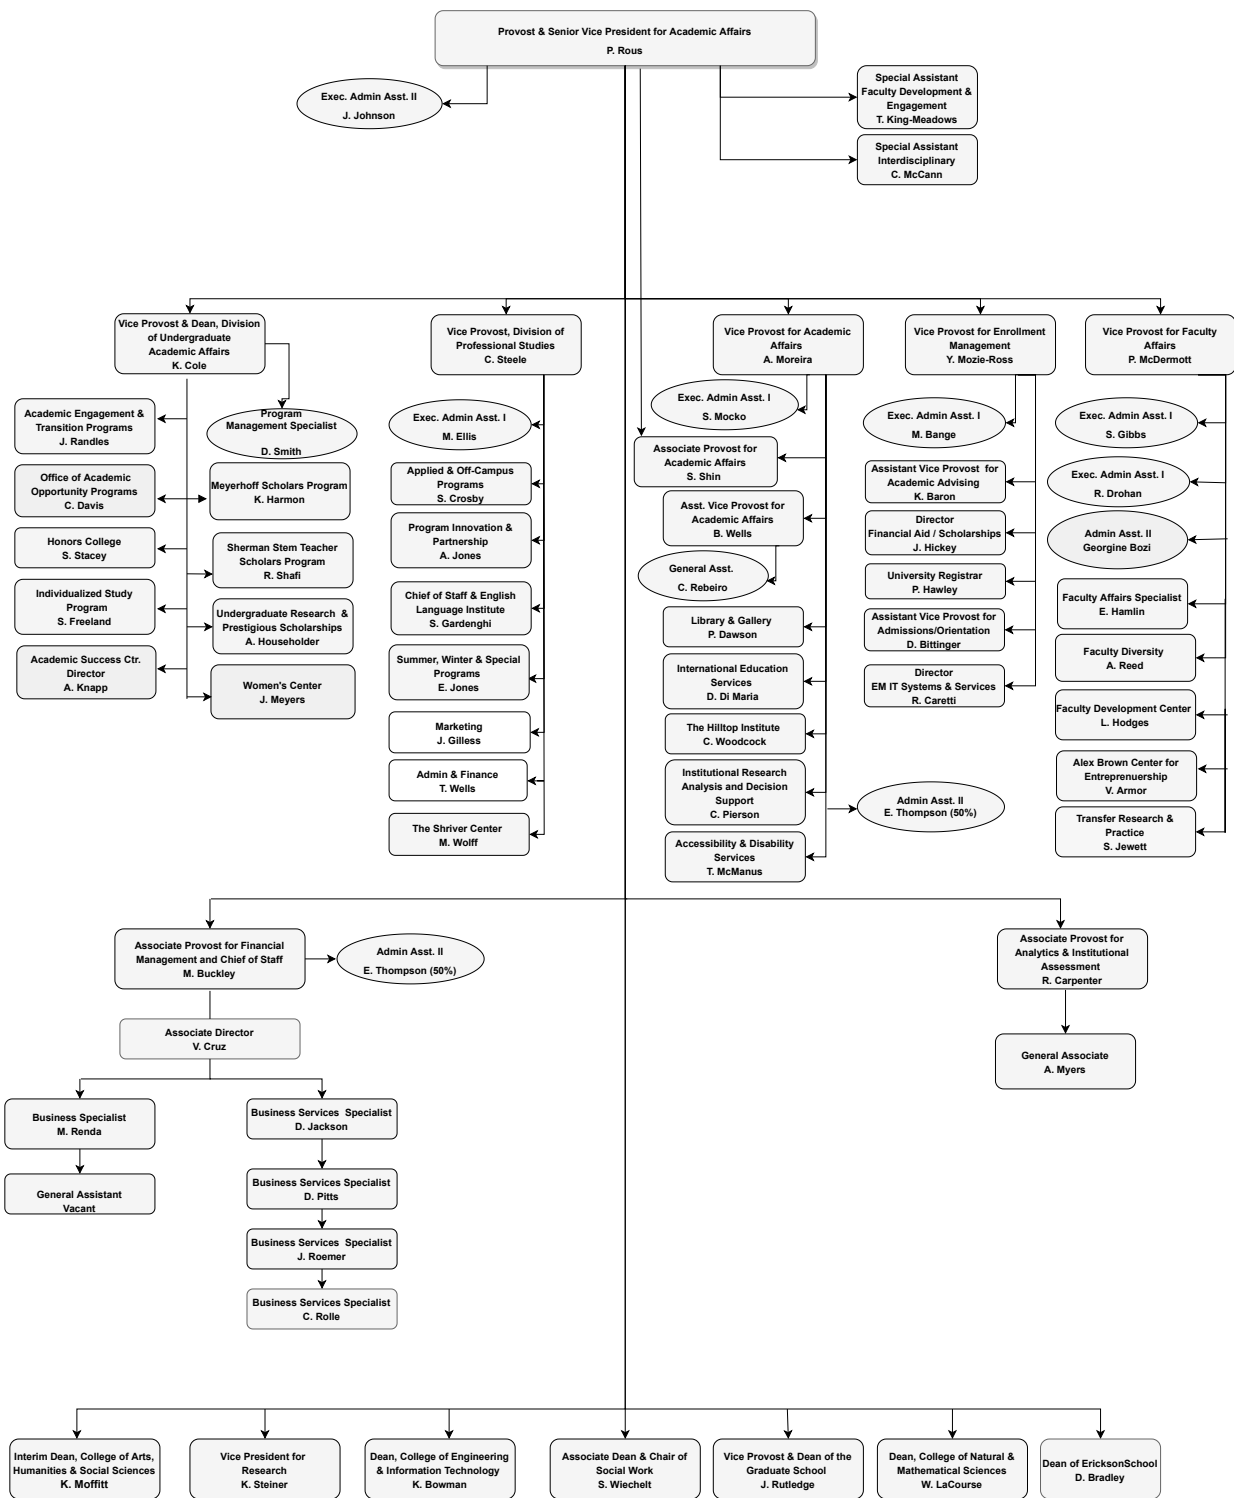 Provost & Senior Vice President for Academic Affairs
P. Rous
Exec. Admin Asst. II
J. Johnson
Special Assistant
Faculty Development &
Engagement
T. King-Meadows
Special Assistant
Interdisciplinary
C. McCann
Vice Provost & Dean, Division
of Undergraduate
Academic Affairs
K. Cole
Program
Management Specialist
D. Smith
Academic Engagement &
Transition Programs
J. Randles
Office of Academic
Opportunity Programs
C. Davis
Meyerhoff Scholars Program
K. Harmon
Honors College
S. Stacey
Sherman Stem Teacher
Scholars Program
R. Shafi
Individualized Study
Program
S. Freeland
Undergraduate Research &
Prestigious Scholarships
A. Householder
Academic Success Ctr.
Director
A. Knapp
Women's Center
J. Meyers
Vice Provost, Division of
Professional Studies
C. Steele
Exec. Admin Asst. I
M. Ellis
Applied & Off-Campus
Programs
S. Crosby
Program Innovation &
Partnership
A. Jones
Chief of Staff & English
Language Institute
S. Gardenghi
Summer, Winter & Special
Programs
E. Jones
Marketing
J. Gilless
Admin & Finance
T. Wells
The Shriver Center
M. Wolff
Vice Provost for Academic
Affairs
A. Moreira
Exec. Admin Asst. I
S. Mocko
Associate Provost for
Academic Affairs
S. Shin
Asst. Vice Provost for
Academic Affairs
B. Wells
General Asst.
C. Rebeiro
Library & Gallery
P. Dawson
International Education
Services
D. Di Maria
The Hilltop Institute
C. Woodcock
Institutional Research
Analysis and Decision
Support
C. Pierson
Admin Asst. II
E. Thompson (50%)
Accessibility & Disability
Services
T. McManus
Vice Provost for Enrollment
Management
Y. Mozie-Ross
Exec. Admin Asst. I
M. Bange
Assistant Vice Provost for
Academic Advising
K. Baron
Director
Financial Aid / Scholarships
J. Hickey
University Registrar
P. Hawley
Assistant Vice Provost for
Admissions/Orientation
D. Bittinger
Director
EM IT Systems & Services
R. Caretti
Vice Provost for Faculty
Affairs
P. McDermott
Exec. Admin Asst. I
S. Gibbs
Exec. Admin Asst. I
R. Drohan
Admin Asst. II
Georgine Bozi
Faculty Affairs Specialist
E. Hamlin
Faculty Diversity
A. Reed
Faculty Development Center
L. Hodges
Alex Brown Center for
Entreprenuership
V. Armor
Transfer Research &
Practice
S. Jewett
Associate Provost for Financial
Management and Chief of Staff
M. Buckley
Admin Asst. II
E. Thompson (50%)
Associate Director
V. Cruz
Business Specialist
M. Renda
General Assistant
Vacant
Business Services Specialist
D. Jackson
Business Services Specialist
D. Pitts
Business Services Specialist
J. Roemer
Business Services Specialist
C. Rolle
Associate Provost for
Analytics & Institutional
Assessment
R. Carpenter
General Associate
A. Myers
Interim Dean, College of Arts,
Humanities & Social Sciences
K. Moffitt
Vice President for
Research
K. Steiner
Dean, College of Engineering
& Information Technology
K. Bowman
Associate Dean & Chair of
Social Work
S. Wiechelt
Vice Provost & Dean of the
Graduate School
J. Rutledge
Dean, College of Natural &
Mathematical Sciences
W. LaCourse
Dean of EricksonSchool
D. Bradley